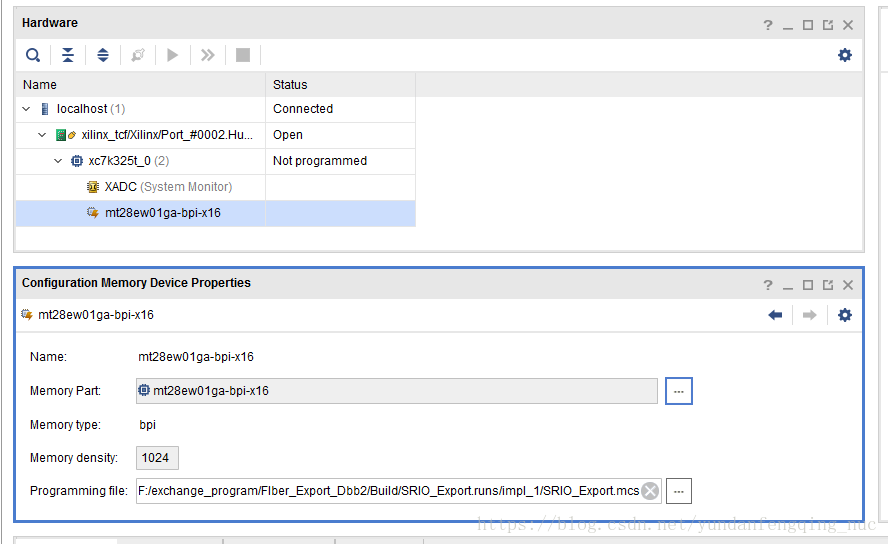 Hardware
Name Status
localhost (1) Connected
xilinx_tcf/Xilinx/Port_#0002.Hu... Open
xc7k325t_0 (2) Not programmed
XADC (System Monitor)
mt28ew01ga-bpi-x16
Configuration Memory Device Properties
mt28ew01ga-bpi-x16
Name: mt28ew01ga-bpi-x16
Memory Part: mt28ew01ga-bpi-x16 ...
Memory type: bpi
Memory density: 1024
Programming file: F:/exchange_program/FIber_Export_Dbb2/Build/SRIO_Export.runs/impl_1/SRIO_Export.mcs ...
https://blog.csdn.net/yundanfengqing_nuc